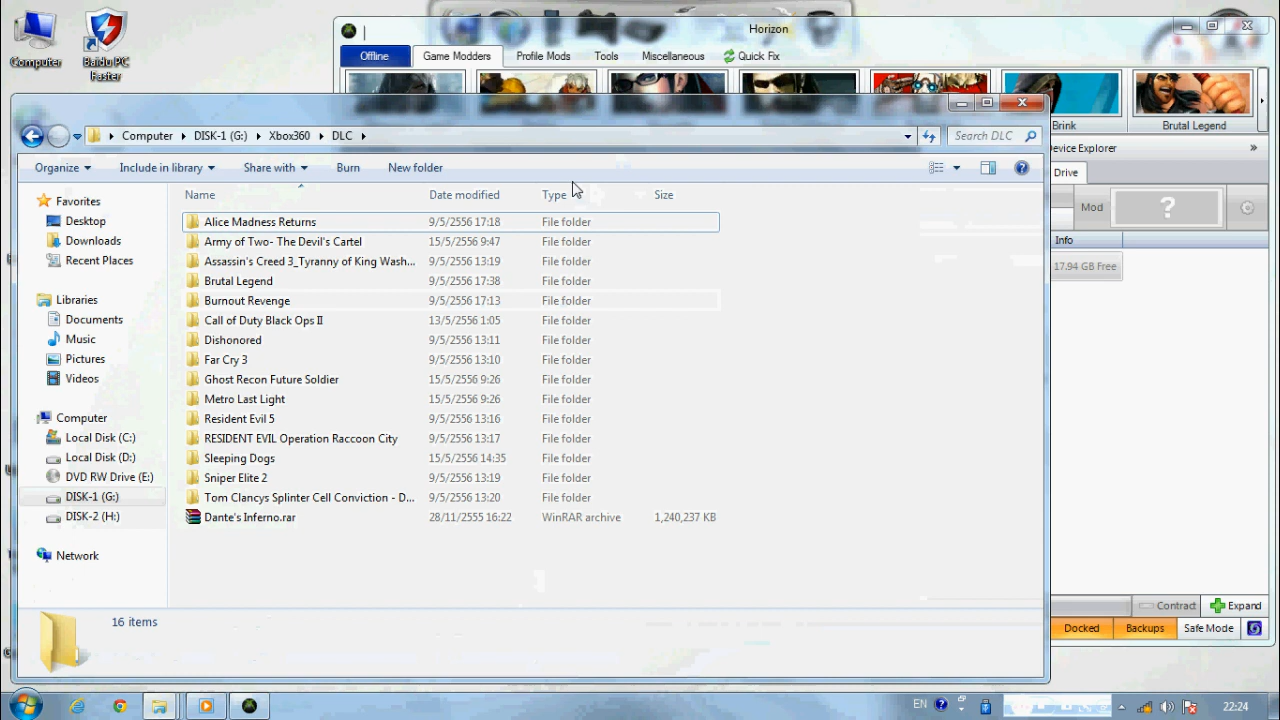 Computer
Baidu PC Faster
Horizon
Offline
Game Modders
Profile Mods
Tools
Miscellaneous
Quick Fix
Brink
Brutal Legend
evice Explorer
»
Drive
Mod
?
Info
17.94 GB Free
Contract
Expand
Docked
Backups
Safe Mode
Computer
DISK-1 (G:)
Xbox360
DLC
Search DLC
Organize
Include in library
Share with
Burn
New folder
Favorites
Desktop
Downloads
Recent Places
Libraries
Documents
Music
Pictures
Videos
Computer
Local Disk (C:)
Local Disk (D:)
DVD RW Drive (E:)
DISK-1 (G:)
DISK-2 (H:)
Network
Name Date modified Type Size
Alice Madness Returns 9/5/2556 17:18 File folder
Army of Two- The Devil's Cartel 15/5/2556 9:47 File folder
Assassin's Creed 3_Tyranny of King Wash... 9/5/2556 13:19 File folder
Brutal Legend 9/5/2556 17:38 File folder
Burnout Revenge 9/5/2556 17:13 File folder
Call of Duty Black Ops II 13/5/2556 1:05 File folder
Dishonored 9/5/2556 13:11 File folder
Far Cry 3 9/5/2556 13:10 File folder
Ghost Recon Future Soldier 15/5/2556 9:26 File folder
Metro Last Light 15/5/2556 9:26 File folder
Resident Evil 5 9/5/2556 13:16 File folder
RESIDENT EVIL Operation Raccoon City 9/5/2556 13:17 File folder
Sleeping Dogs 15/5/2556 14:35 File folder
Sniper Elite 2 9/5/2556 13:19 File folder
Tom Clancys Splinter Cell Conviction - D... 9/5/2556 13:20 File folder
Dante's Inferno.rar 28/11/2555 16:22 WinRAR archive 1,240,237 KB
16 items
EN
22:24